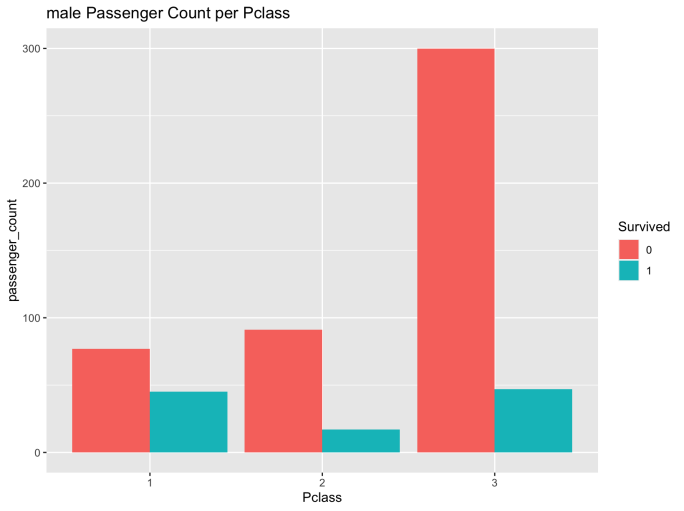 male Passenger Count per Pclass
300
200
100
0
passenger_count
1 2 3
Pclass
Survived
0
1